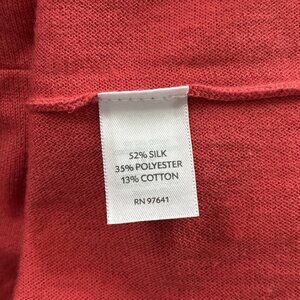 52% SILK
35% POLYESTER
13% COTTON
RN 97641